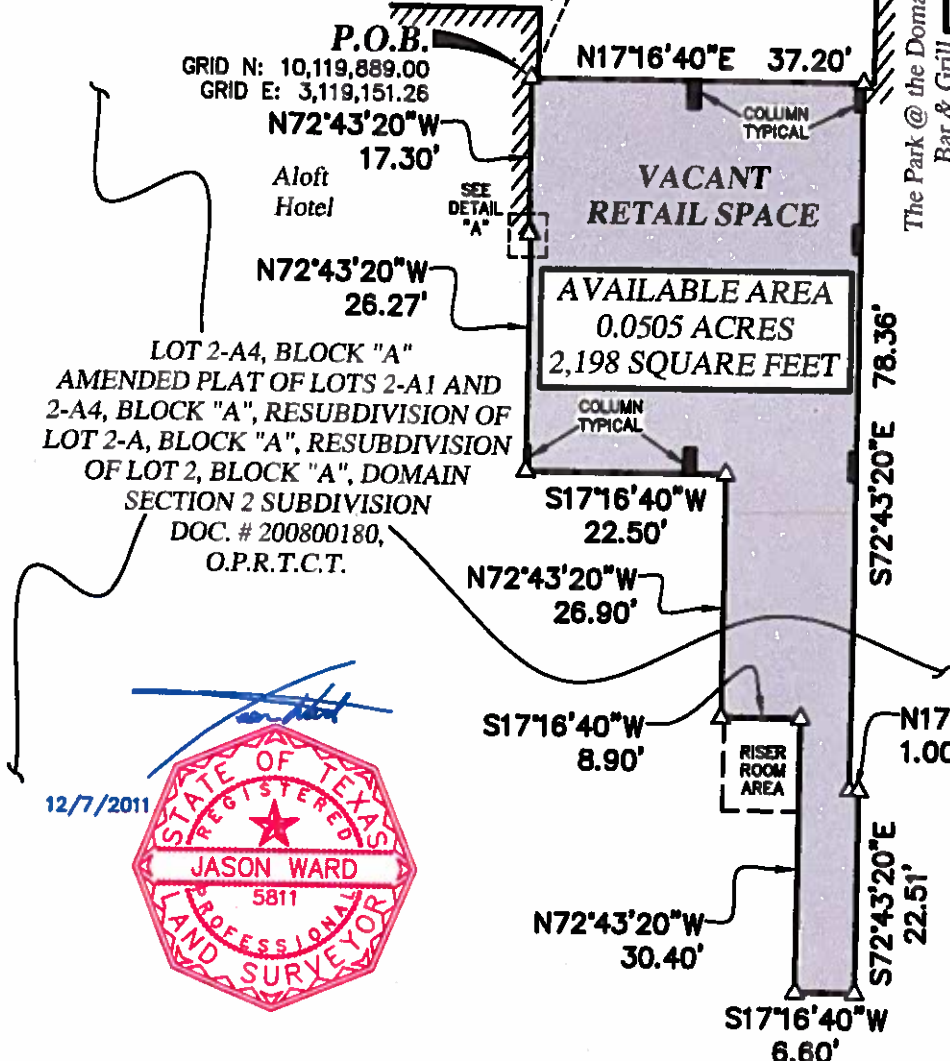 P.O.B.
GRID N: 10,119,889.00
GRID E: 3,119,151.26
N17°16'40"E 37.20'
N72°43'20"W
17.30'
COLUMN
TYPICAL
The Park @ the Doma
Bar & Grill
Aloft
Hotel
SEE
DETAIL
"A"
VACANT
RETAIL SPACE
N72°43'20"W
26.27'
AVAILABLE AREA
0.0505 ACRES
2,198 SQUARE FEET
S72°43'20"E 78.36'
LOT 2-A4, BLOCK "A"
AMENDED PLAT OF LOTS 2-A1 AND
2-A4, BLOCK "A", RESUBDIVISION OF
LOT 2-A, BLOCK "A", RESUBDIVISION
OF LOT 2, BLOCK "A", DOMAIN
SECTION 2 SUBDIVISION
DOC. # 200800180,
O.P.R.T.C.T.
COLUMN
TYPICAL
S17°16'40"W
22.50'
N72°43'20"W
26.90'
S17°16'40"W
8.90'
RISER
ROOM
AREA
N17
1.00
12/7/2011
STATE OF TEXAS
REGISTERED
JASON WARD
5811
PROFESSIONAL
LAND SURVEYOR
N72°43'20"W
30.40'
S72°43'20"E
22.51'
S17°16'40"W
6.60'